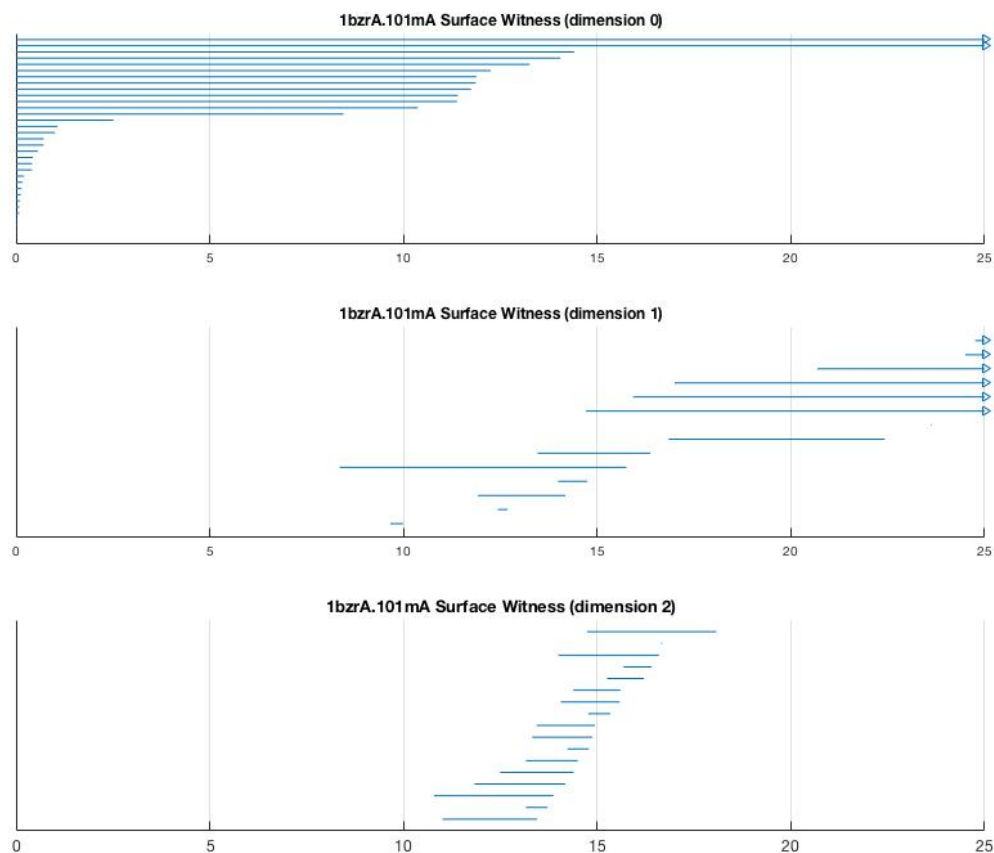 1bzrA.101mA Surface Witness (dimension 0)
0 5 10 15 20 25
1bzrA.101mA Surface Witness (dimension 1)
0 5 10 15 20 25
1bzrA.101mA Surface Witness (dimension 2)
0 5 10 15 20 25